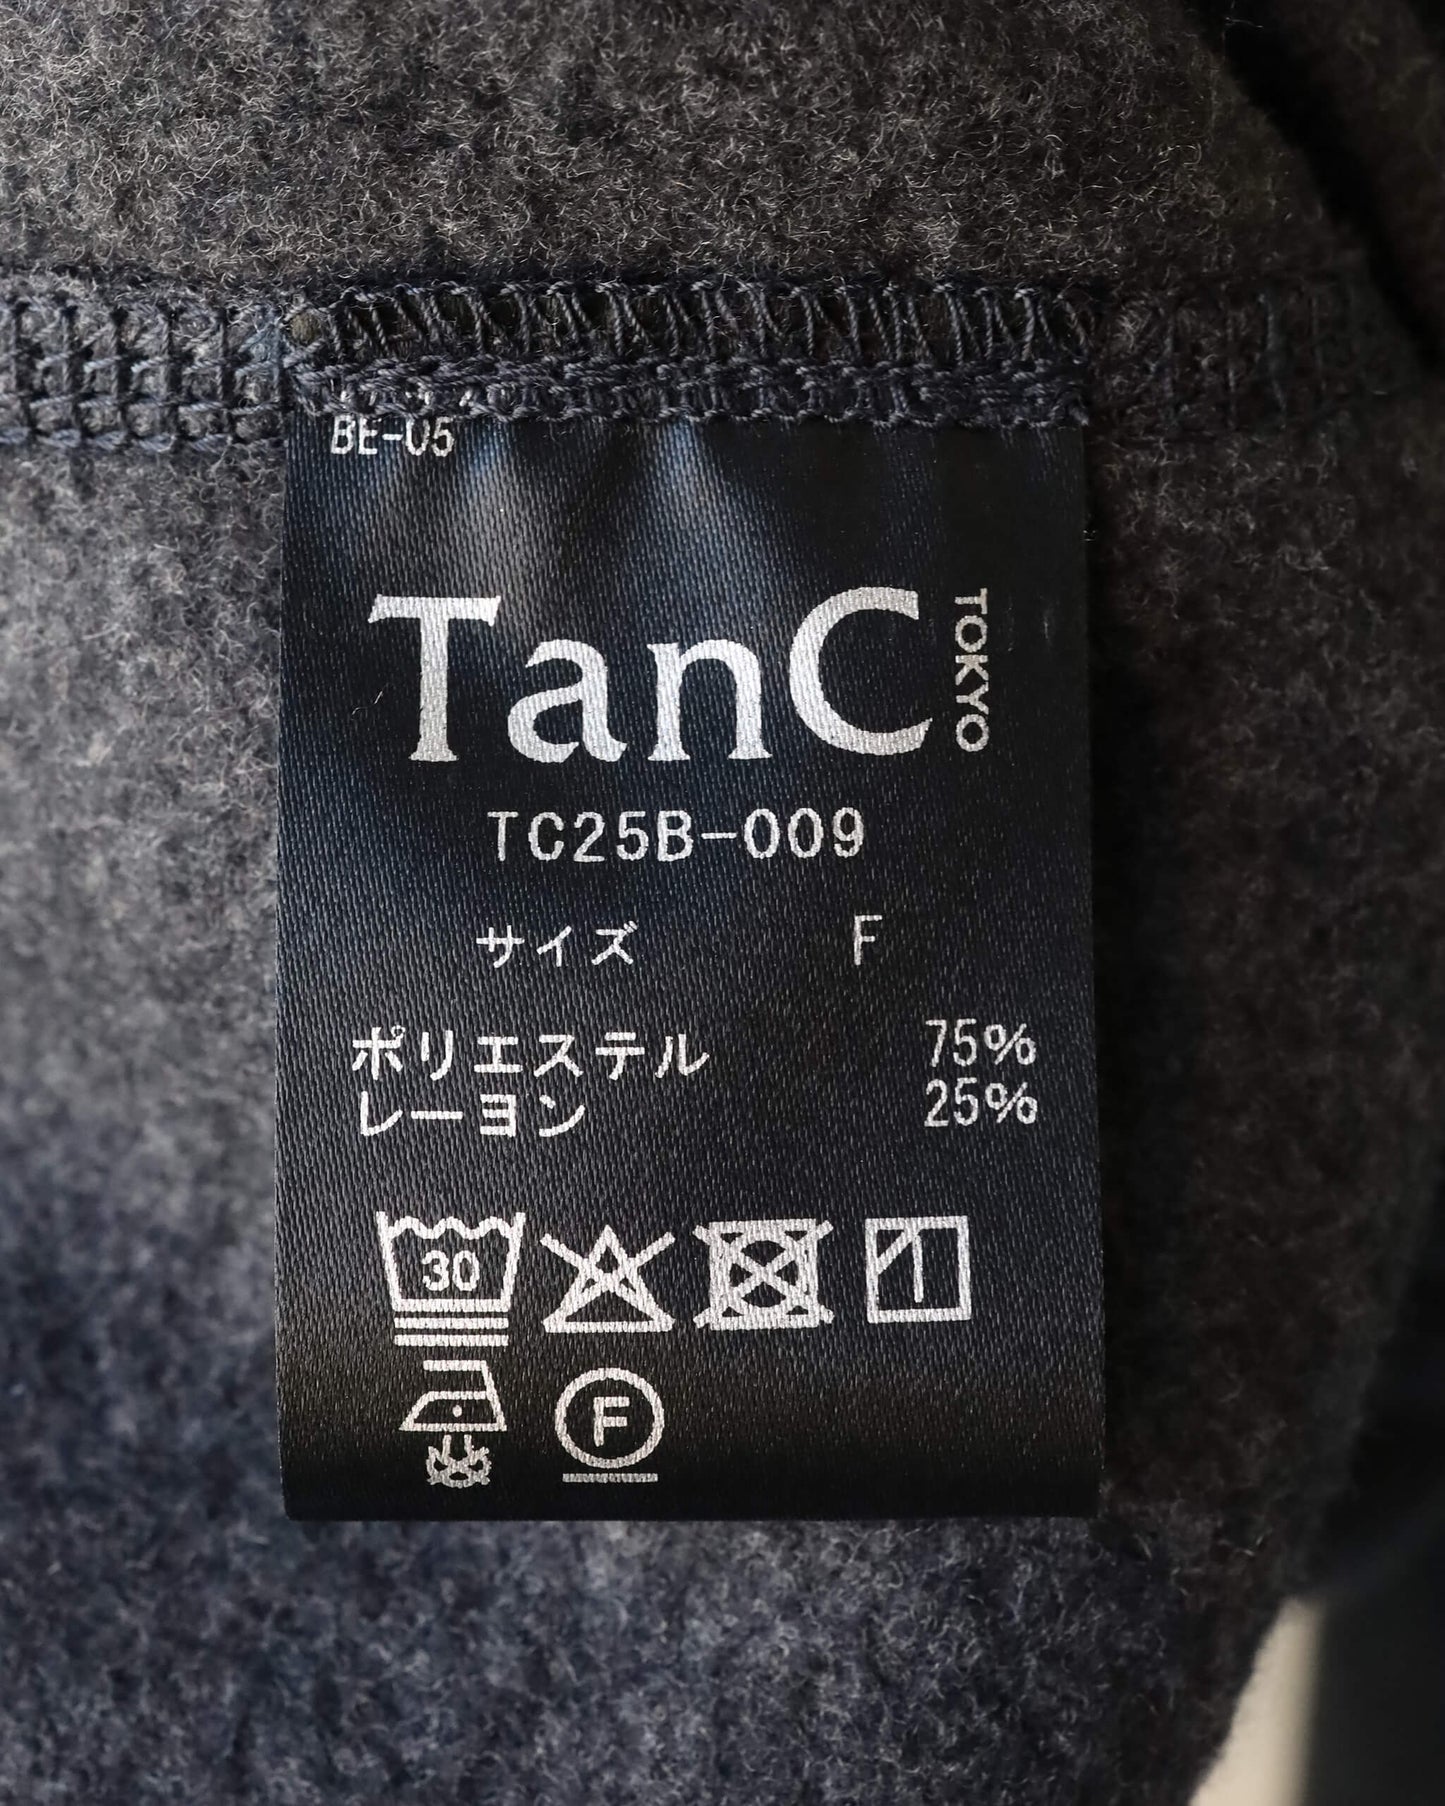 BE-05
TanC TOKYO
TC25B-009
サイズ F
ポリエステル 75%
レーヨン 25%
30
F